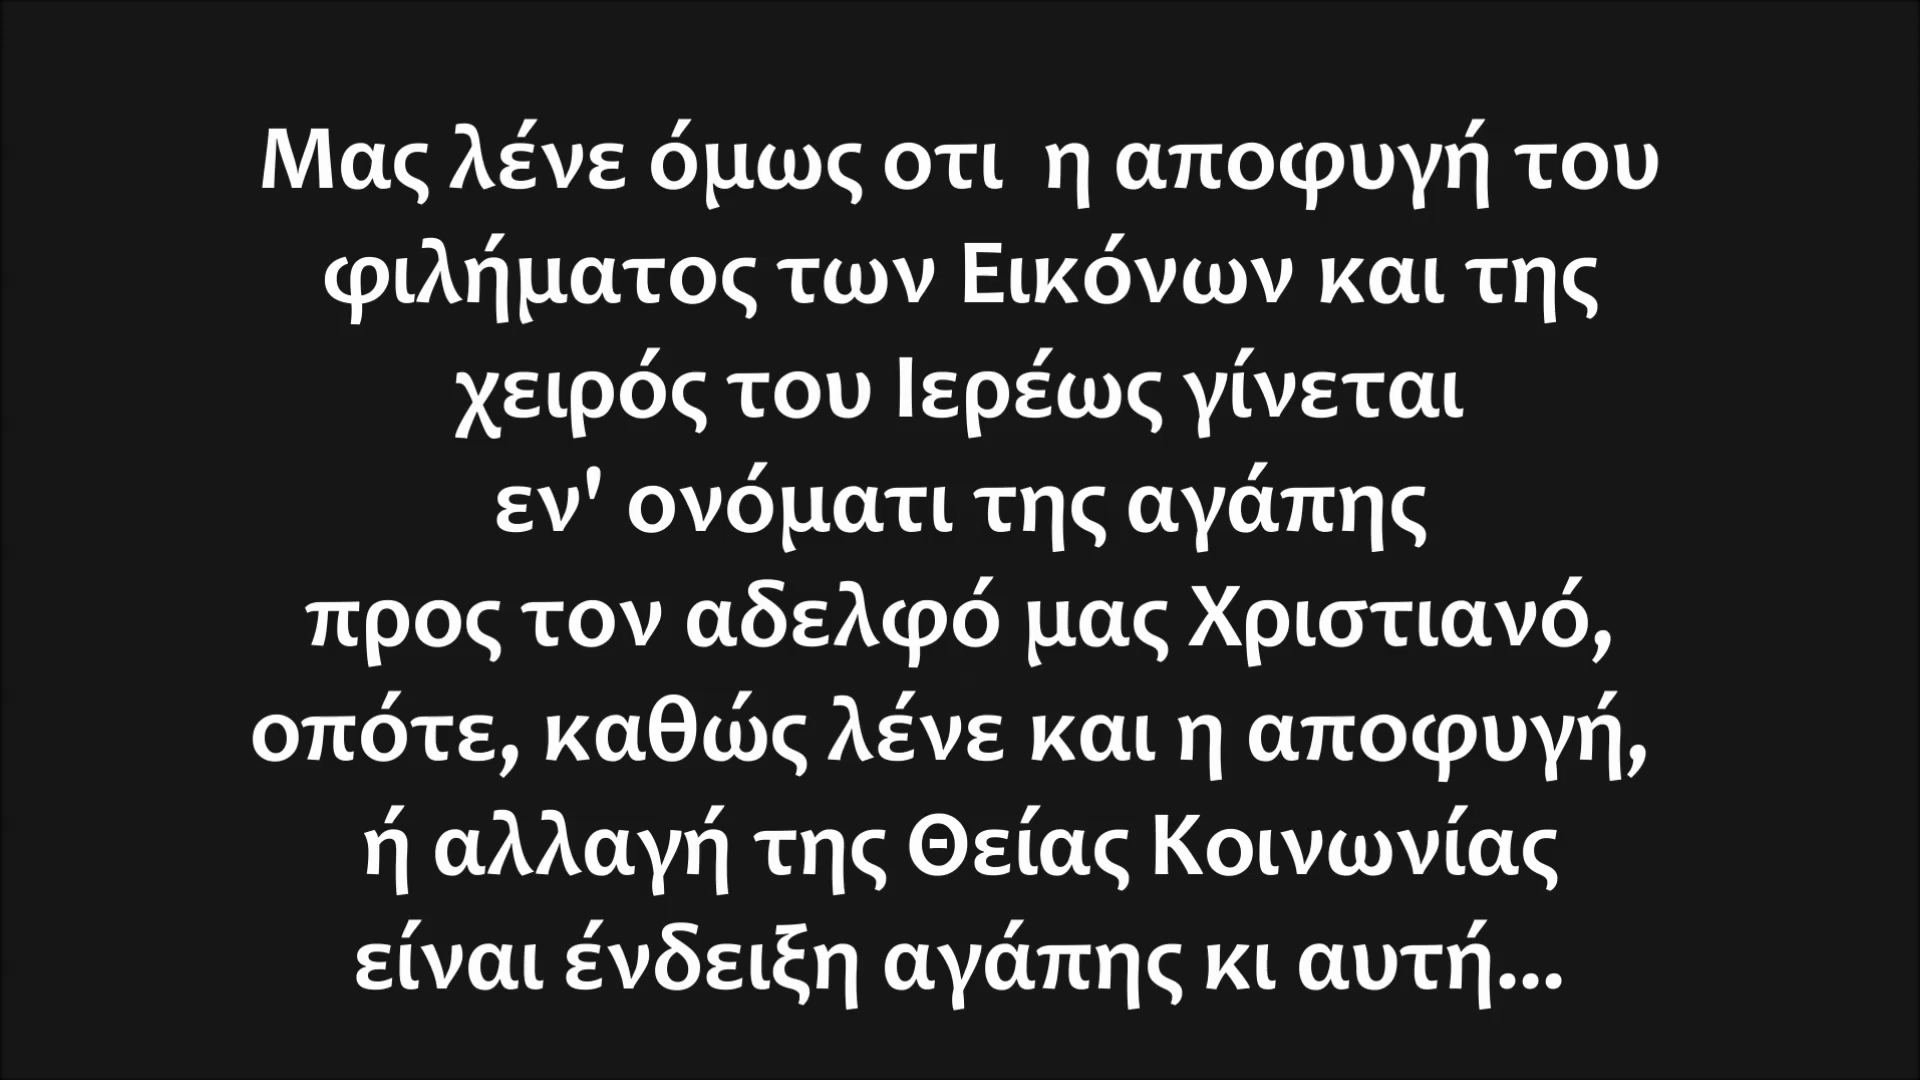 Μας λένε όμως οτι  η αποφυγή του
φιλήματος των Εικόνων και της
χειρός του Ιερέως γίνεται
εν' ονόματι της αγάπης
προς τον αδελφό μας Χριστιανό,
οπότε, καθώς λένε και η αποφυγή,
ή αλλαγή της Θείας Κοινωνίας
είναι ένδειξη αγάπης κι αυτή...